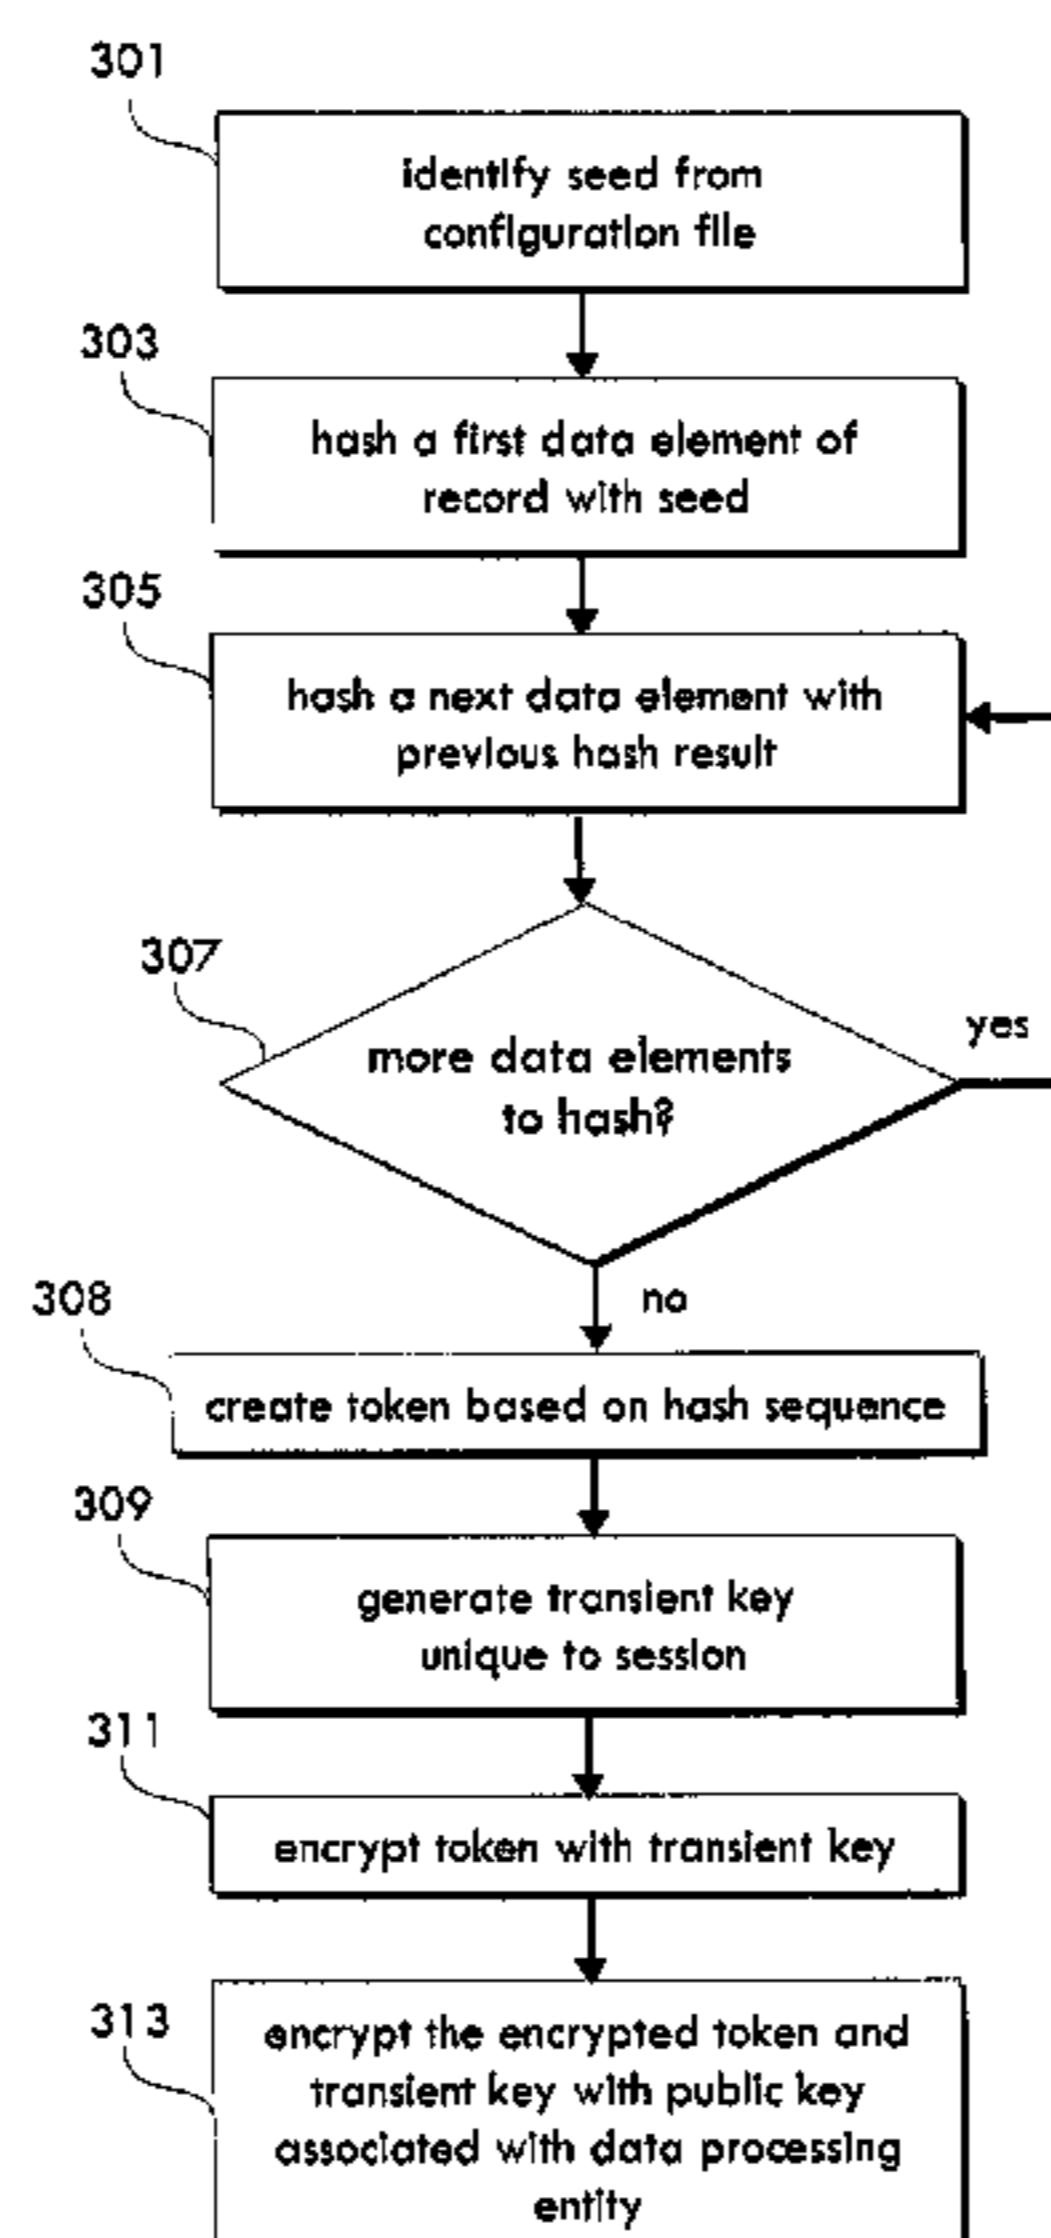 301
identify seed from
configuration file
303
hash a first data element of
record with seed
305
hash a next data element with
previous hash result
307
more data elements
to hash?
yes
no
308
create token based on hash sequence
309
generate transient key
unique to session
311
encrypt token with transient key
313
encrypt the encrypted token and
transient key with public key
associated with data processing
entity